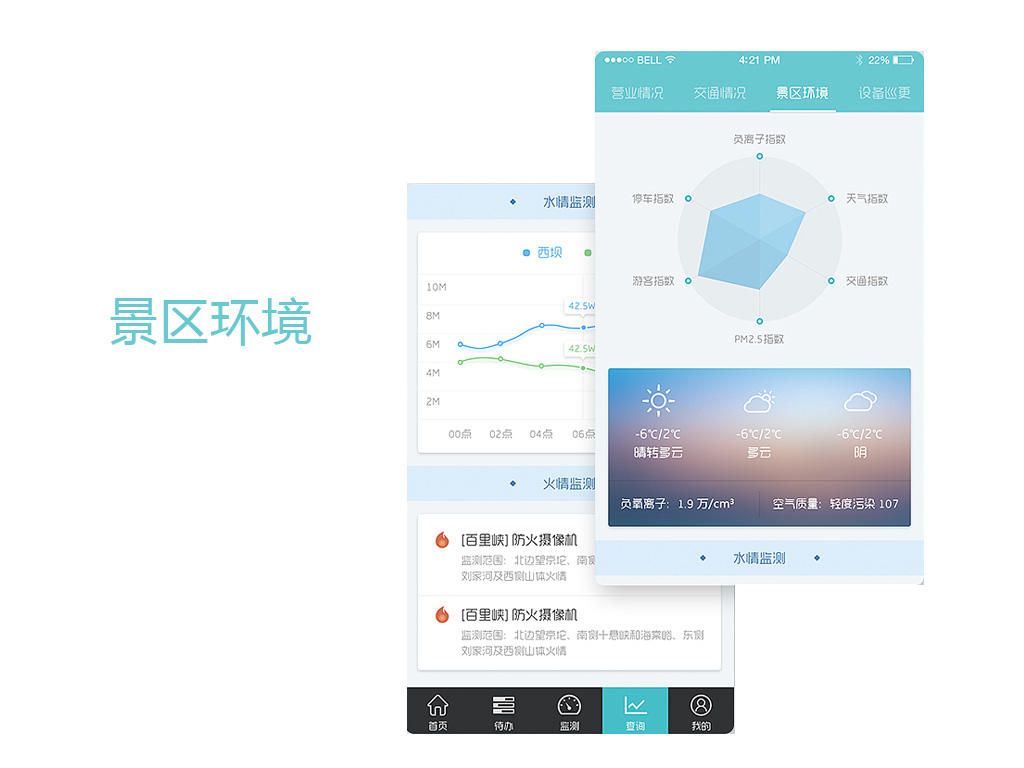 景区环境
BELL 4:21 PM 22%
营业情况 交通情况 景区环境 设备巡更
负离子指数
停车指数 天气指数
游客指数 交通指数
PM2.5指数
-6℃/2℃ -6℃/2℃ -6℃/2℃
晴转多云 多云 阴
负氧离子：1.9 万/cm³ 空气质量：轻度污染 107
水情监测
水情监测
西坝
10M
8M
6M
4M
2M
42.5W
42.5W
00点 02点 04点 06点
火情监测
[百里峡] 防火摄像机
监测范围：北边望京坨、南侧
刘家河及西侧山体火情
[百里峡] 防火摄像机
监测范围：北边望京坨、南侧十悬峡和海棠峪、东侧
刘家河及西侧山体火情
首页 待办 监测 查询 我的